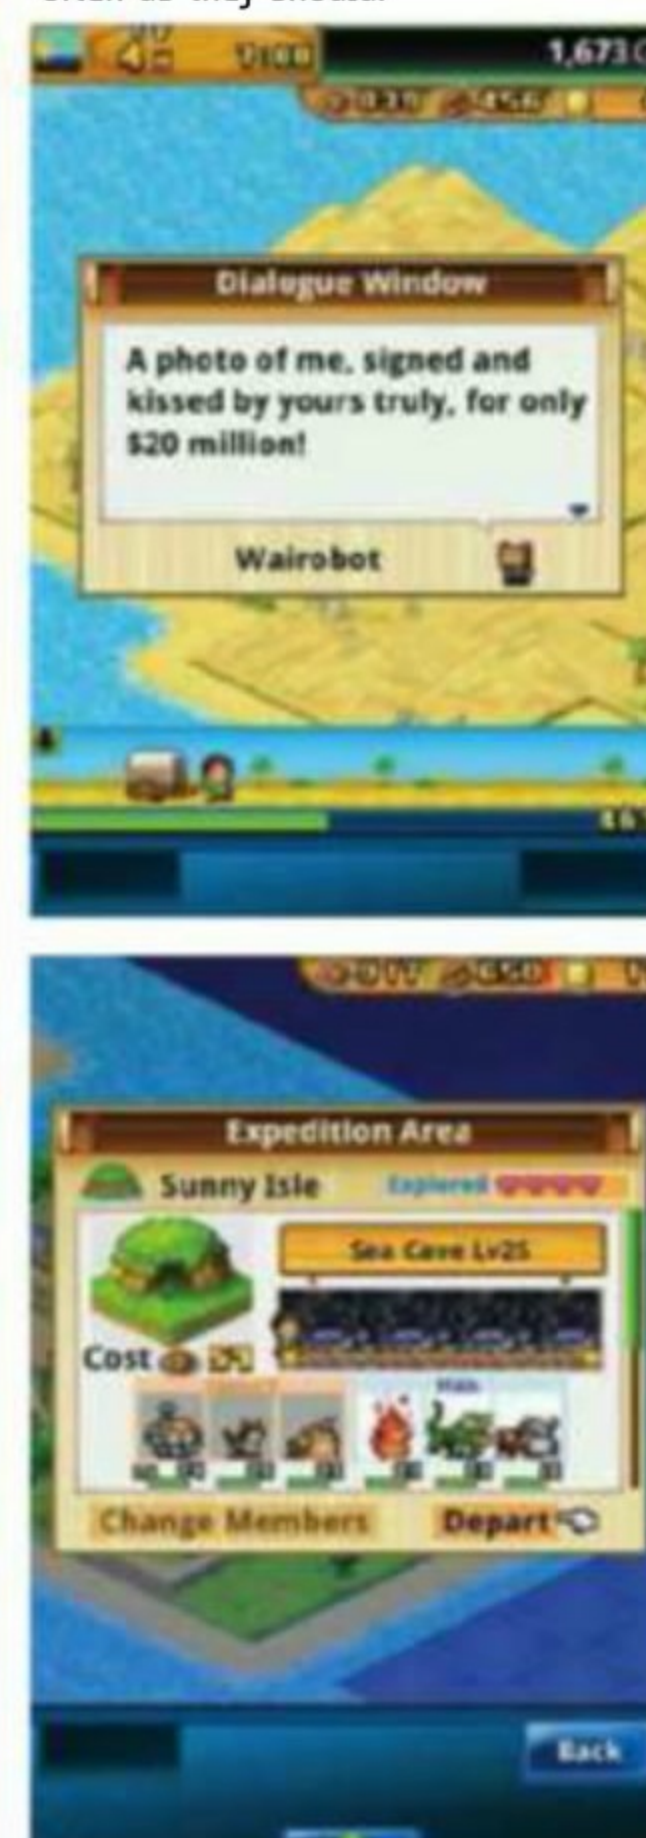 1,673
Dialogue Window
A photo of me, signed and
kissed by yours truly, for only
$20 million!
Wairobot
Expedition Area
Sunny Isle Explored
Sea Cave Lv25
Cost
Change Members Depart
Back